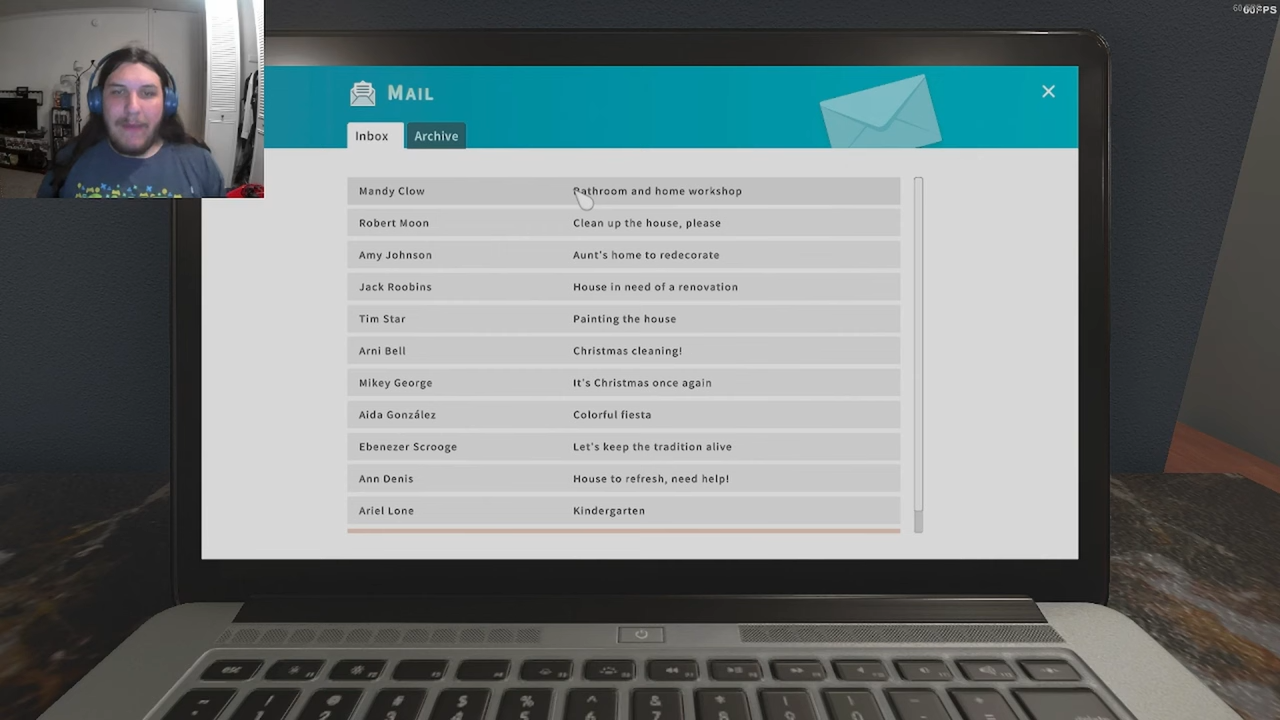 60FPS
MAIL
Inbox Archive
Mandy Clow Bathroom and home workshop
Robert Moon Clean up the house, please
Amy Johnson Aunt's home to redecorate
Jack Roobins House in need of a renovation
Tim Star Painting the house
Arni Bell Christmas cleaning!
Mikey George It's Christmas once again
Aida González Colorful fiesta
Ebenezer Scrooge Let's keep the tradition alive
Ann Denis House to refresh, need help!
Ariel Lone Kindergarten
esc